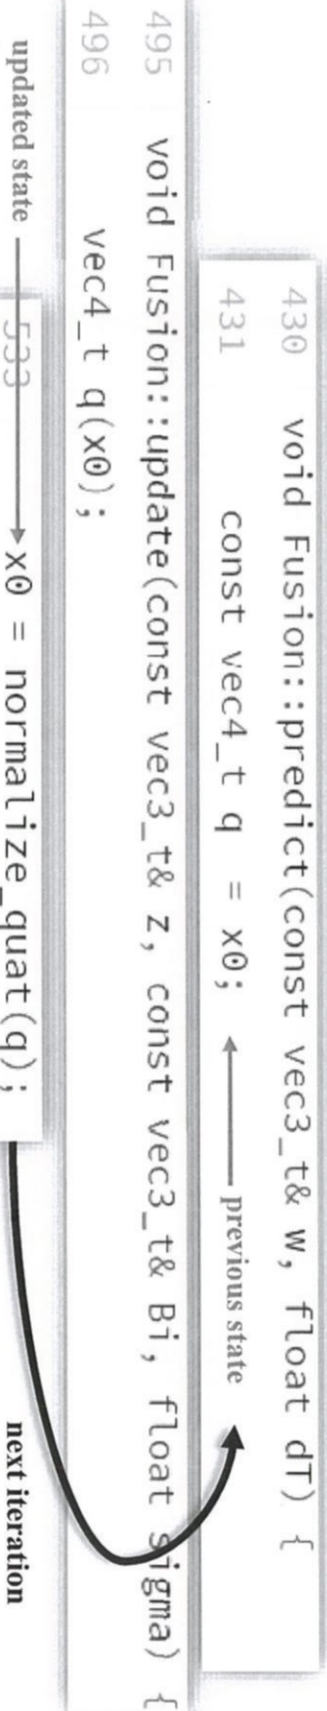 430 void Fusion::predict(const vec3_t& w, float dT) {
431 const vec4_t q = x0;
previous state
495 void Fusion::update(const vec3_t& z, const vec3_t& Bi, float sigma) {
496 vec4_t q(x0);
updated state
533 x0 = normalize_quat(q);
next iteration